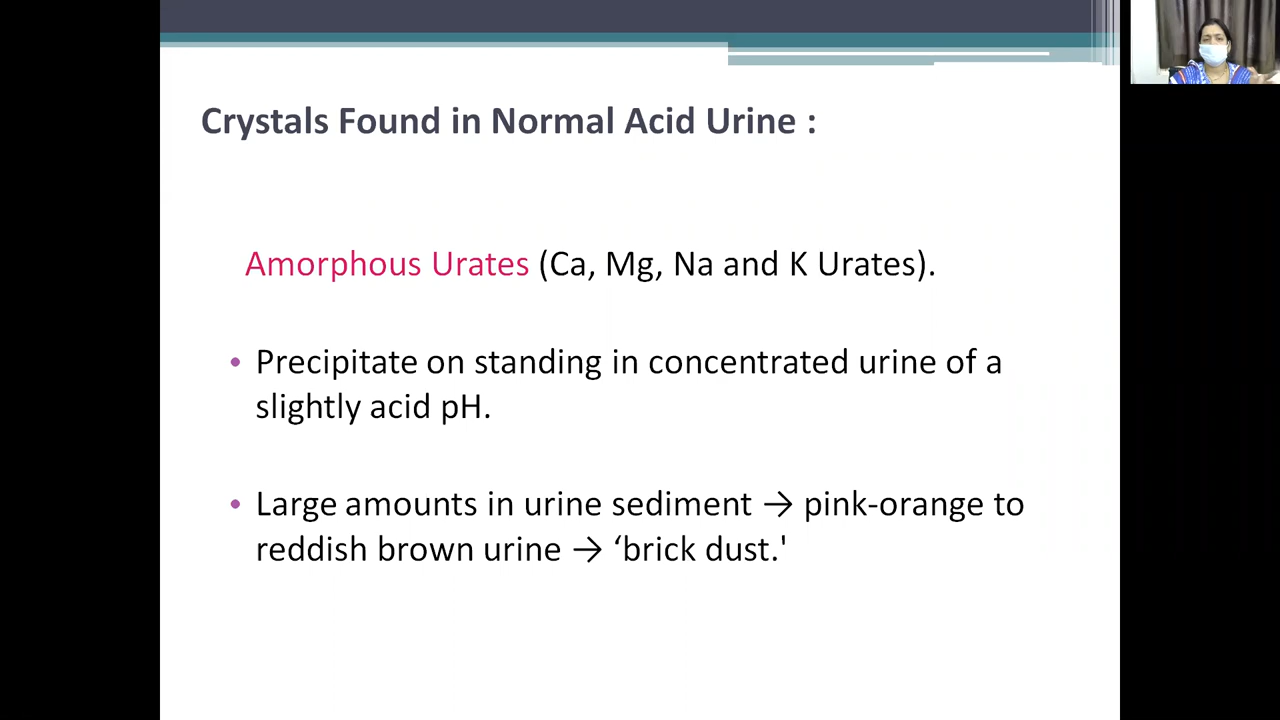 Crystals Found in Normal Acid Urine :
Amorphous Urates (Ca, Mg, Na and K Urates).
• Precipitate on standing in concentrated urine of a
slightly acid pH.
• Large amounts in urine sediment → pink-orange to
reddish brown urine → ‘brick dust.'